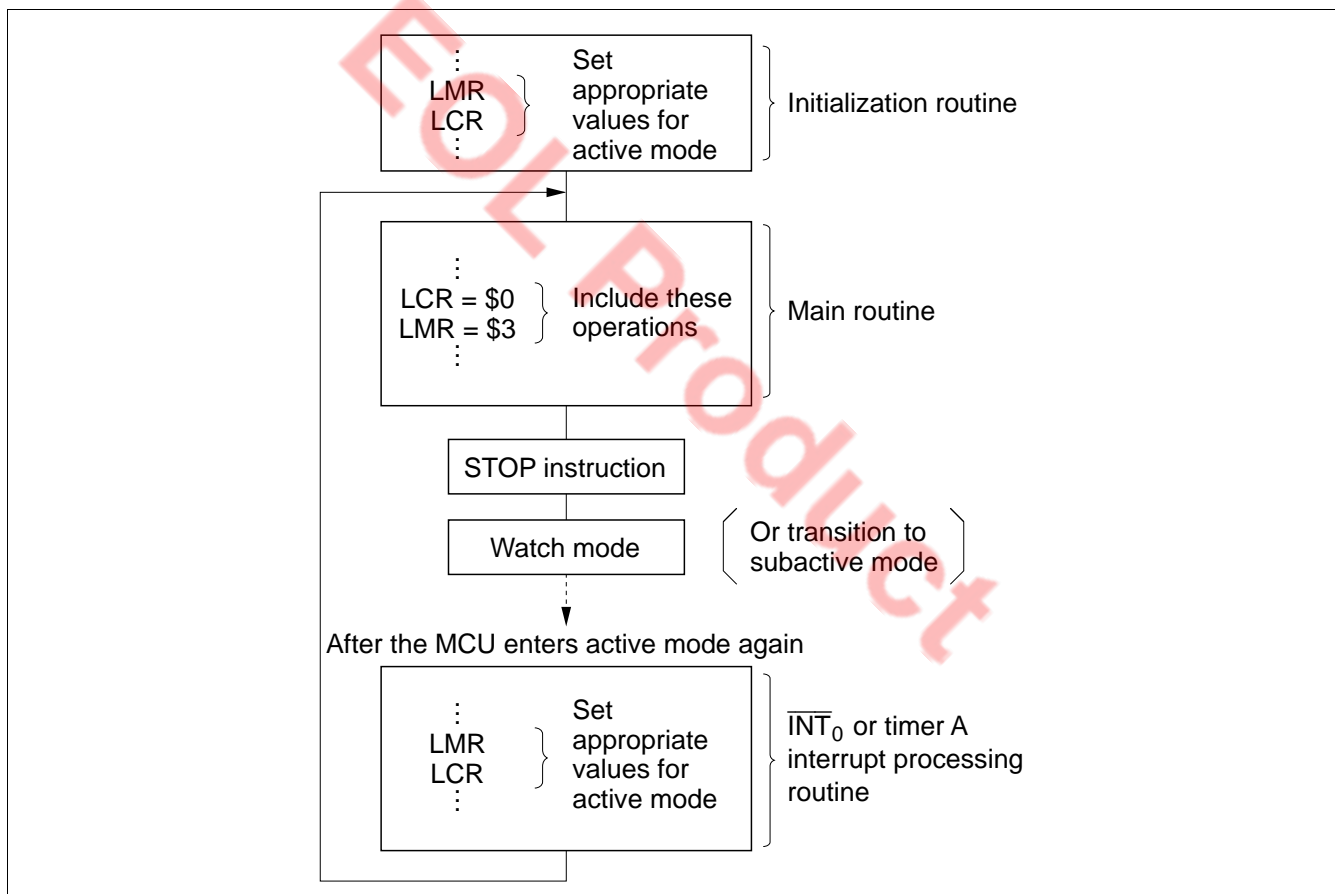 ⋮
LMR
LCR
⋮
Set
appropriate
values for
active mode
Initialization routine
⋮
LCR = $0
LMR = $3
⋮
Include these
operations
Main routine
STOP instruction
Watch mode
Or transition to
subactive mode
After the MCU enters active mode again
⋮
LMR
LCR
⋮
Set
appropriate
values for
active mode
I̅N̅T̅₀ or timer A
interrupt processing
routine
EOL Product